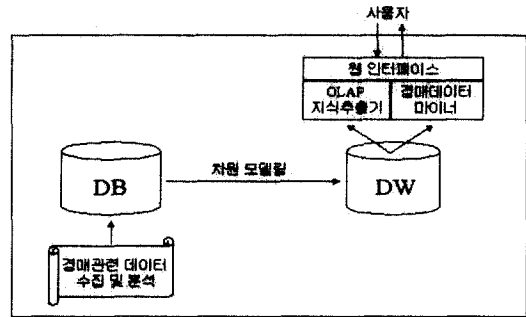 사용자
웹 인터페이스
OLAP
지식추출기
경매데이터
마이너
DB
차원 모델링
DW
경매관련 데이터
수집 및 분석